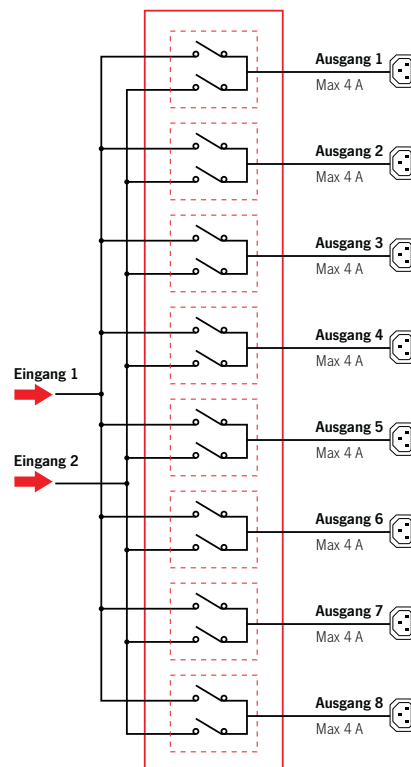 Ausgang 1
Max 4 A
Ausgang 2
Max 4 A
Ausgang 3
Max 4 A
Ausgang 4
Max 4 A
Eingang 1
Ausgang 5
Max 4 A
Eingang 2
Ausgang 6
Max 4 A
Ausgang 7
Max 4 A
Ausgang 8
Max 4 A